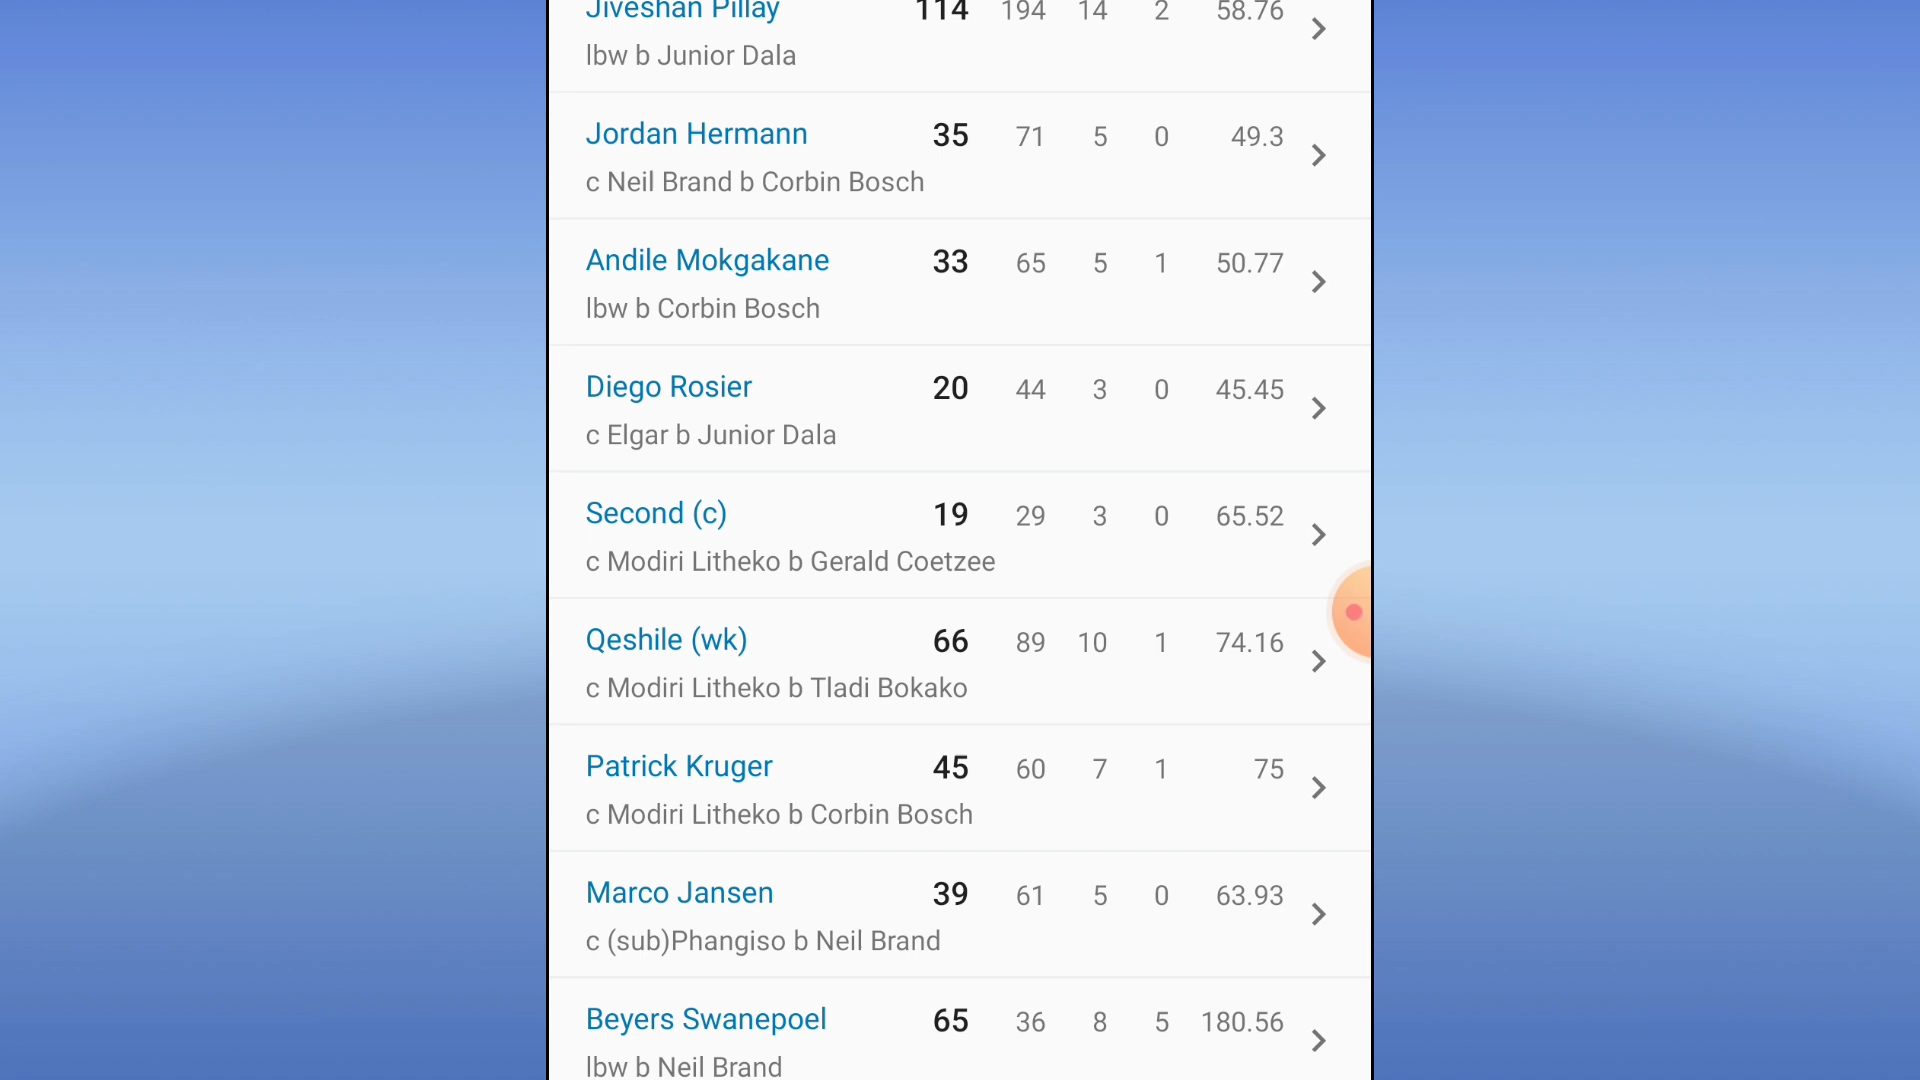 Jiveshan Pillay 114 194 14 2 58.76
lbw b Junior Dala
Jordan Hermann 35 71 5 0 49.3
c Neil Brand b Corbin Bosch
Andile Mokgakane 33 65 5 1 50.77
lbw b Corbin Bosch
Diego Rosier 20 44 3 0 45.45
c Elgar b Junior Dala
Second (c) 19 29 3 0 65.52
c Modiri Litheko b Gerald Coetzee
Qeshile (wk) 66 89 10 1 74.16
c Modiri Litheko b Tladi Bokako
Patrick Kruger 45 60 7 1 75
c Modiri Litheko b Corbin Bosch
Marco Jansen 39 61 5 0 63.93
c (sub)Phangiso b Neil Brand
Beyers Swanepoel 65 36 8 5 180.56
lbw b Neil Brand